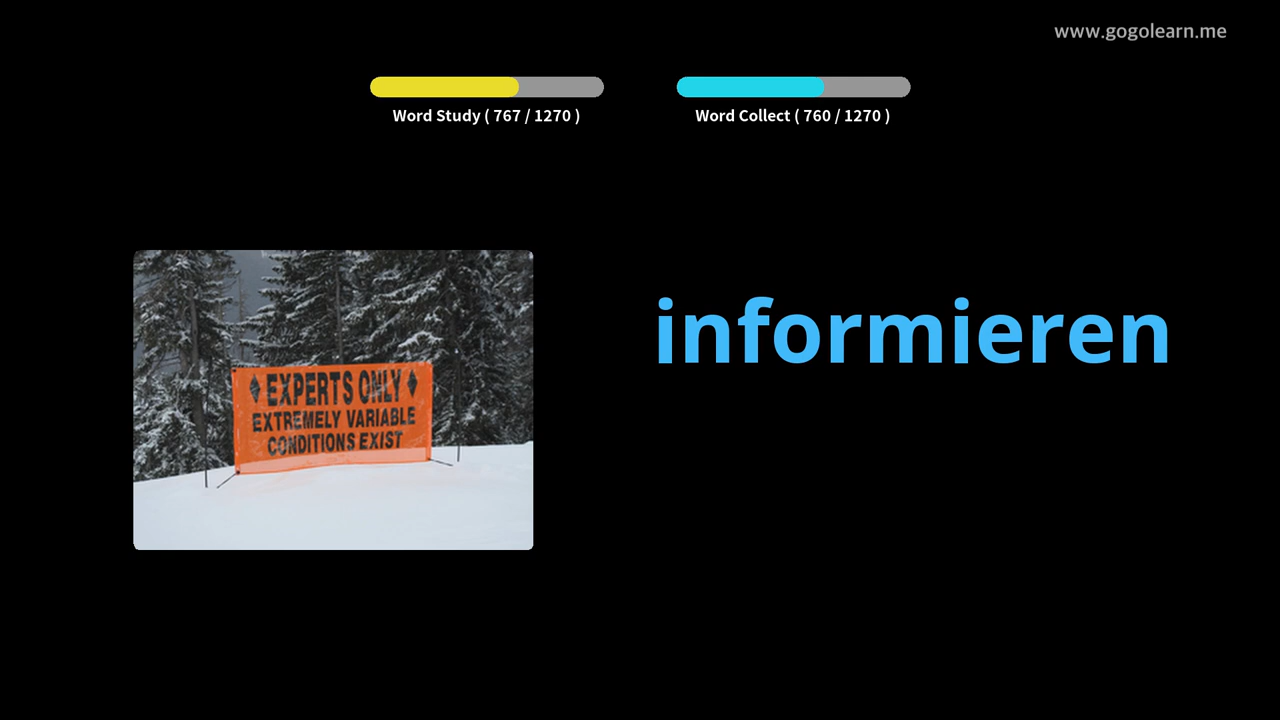 www.gogolearn.me
Word Study ( 767 / 1270 )
Word Collect ( 760 / 1270 )
EXPERTS ONLY
EXTREMELY VARIABLE
CONDITIONS EXIST
informieren